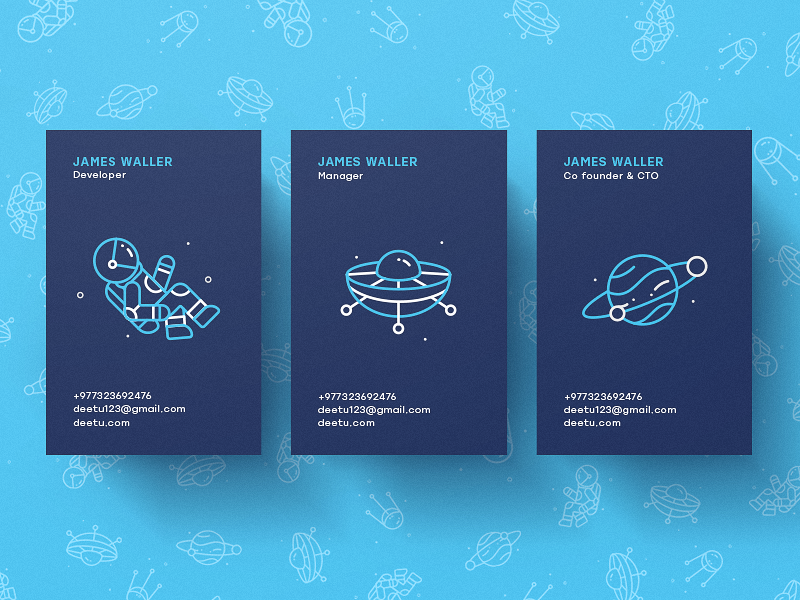 JAMES WALLER
Developer
+977323692476
deetu123@gmail.com
deetu.com
JAMES WALLER
Manager
+977323692476
deetu123@gmail.com
deetu.com
JAMES WALLER
Co founder & CTO
+977323692476
deetu123@gmail.com
deetu.com